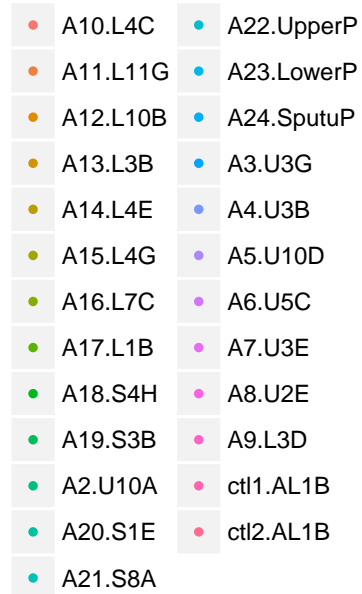 A10.L4C
A11.L11G
A12.L10B
A13.L3B
A14.L4E
A15.L4G
A16.L7C
A17.L1B
A18.S4H
A19.S3B
A2.U10A
A20.S1E
A21.S8A
A22.UpperP
A23.LowerP
A24.SputuP
A3.U3G
A4.U3B
A5.U10D
A6.U5C
A7.U3E
A8.U2E
A9.L3D
ctl1.AL1B
ctl2.AL1B